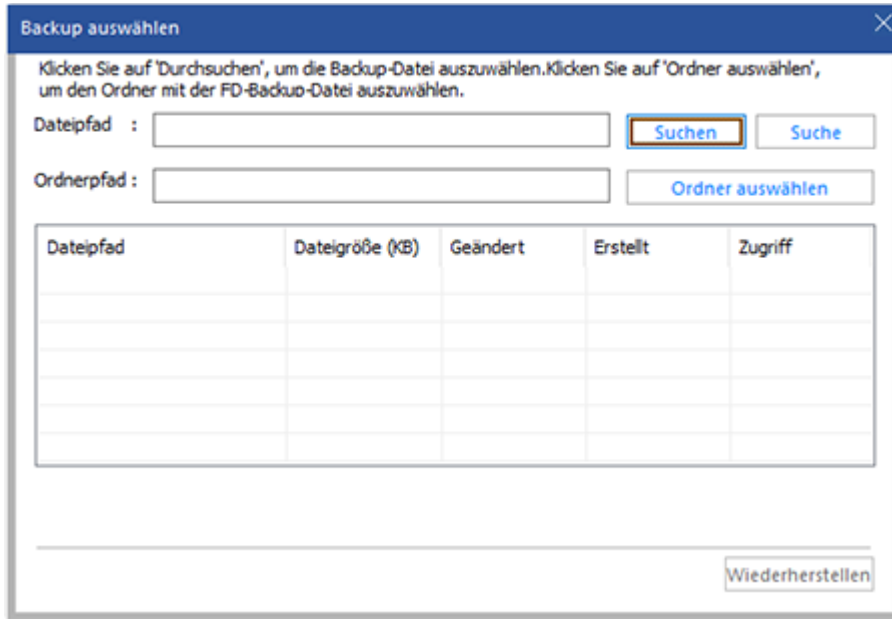 Backup auswählen
Klicken Sie auf 'Durchsuchen', um die Backup-Datei auszuwählen.Klicken Sie auf 'Ordner auswählen',
um den Ordner mit der FD-Backup-Datei auszuwählen.
Dateipfad : Suchen Suche
Ordnerpfad : Ordner auswählen
Dateipfad Dateigröße (KB) Geändert Erstellt Zugriff
Wiederherstellen